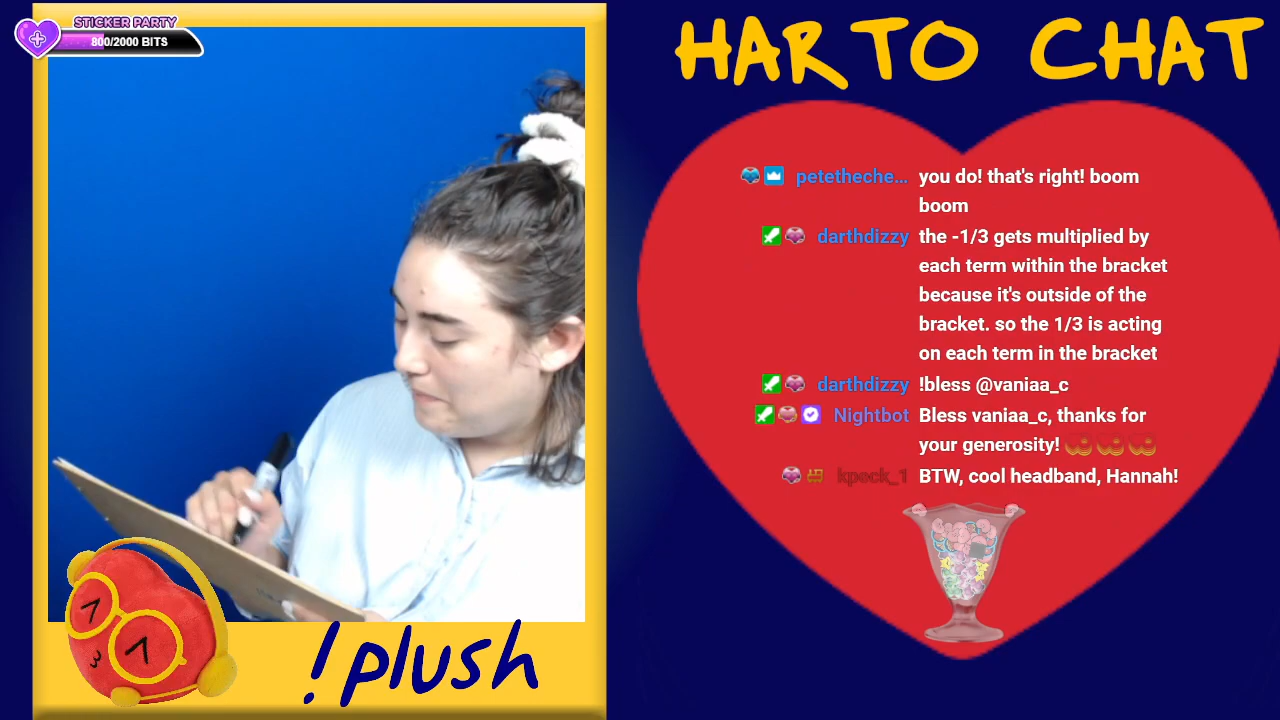 STICKER PARTY
800/2000 BITS
HARTO CHAT
petetheche... you do! that's right! boom
boom
darthdizzy the -1/3 gets multiplied by
each term within the bracket
because it's outside of the
bracket. so the 1/3 is acting
on each term in the bracket
darthdizzy !bless @vaniaa_c
Nightbot Bless vaniaa_c, thanks for
your generosity!
kpeck_1 BTW, cool headband, Hannah!
!plush